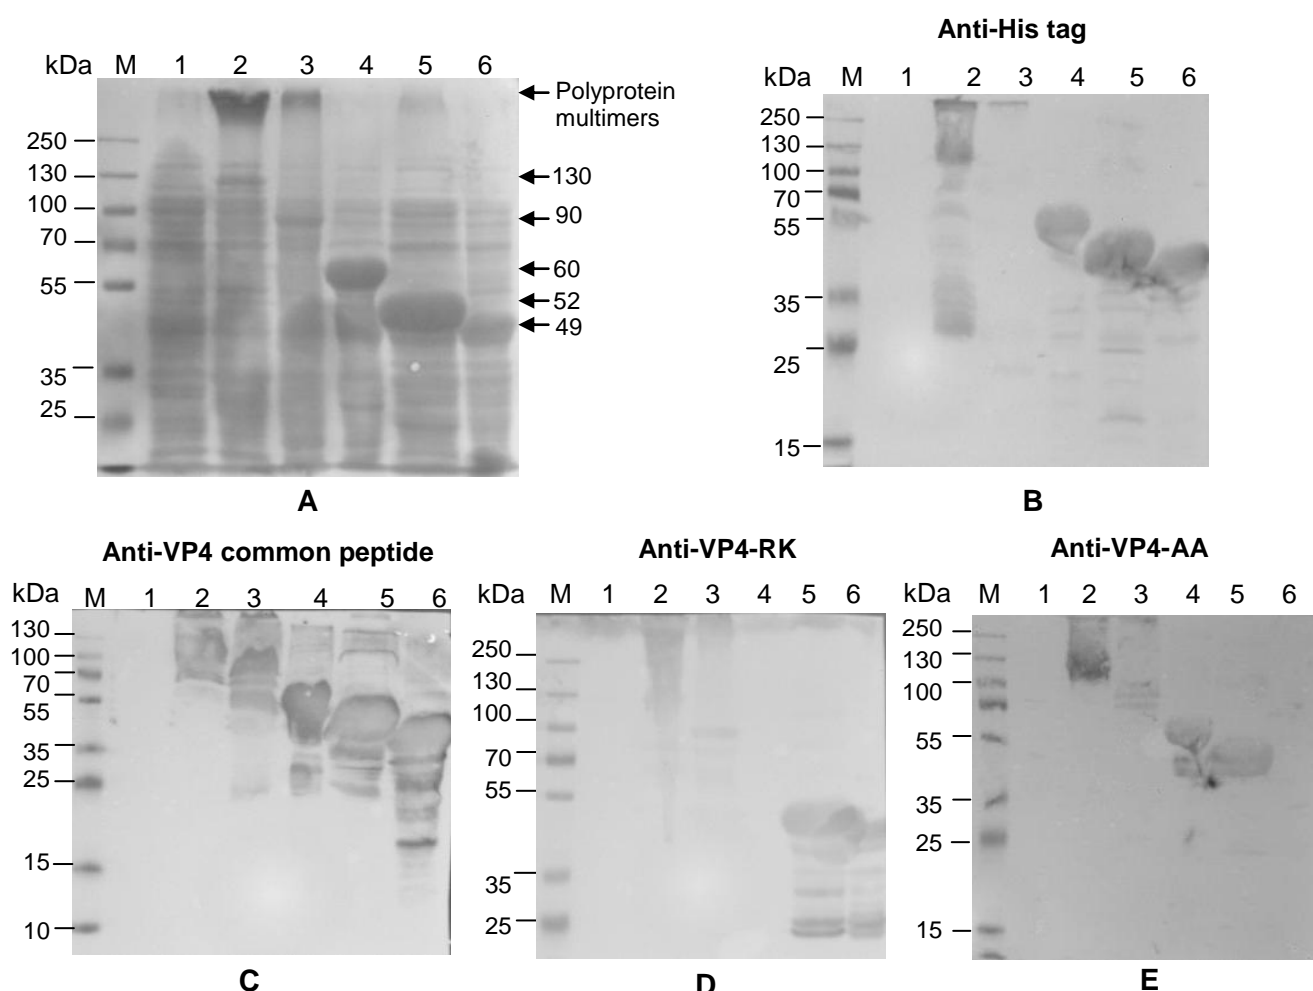 kDa M 1 2 3 4 5 6
Polyprotein
multimers
250
130
100
70
55
35
25
130
90
60
52
49
A
Anti-His tag
kDa M 1 2 3 4 5 6
250
130
100
70
55
35
25
15
B
Anti-VP4 common peptide
kDa M 1 2 3 4 5 6
130
100
70
55
35
25
15
10
C
Anti-VP4-RK
kDa M 1 2 3 4 5 6
250
130
100
70
55
35
25
D
Anti-VP4-AA
kDa M 1 2 3 4 5 6
250
130
100
55
35
25
15
E